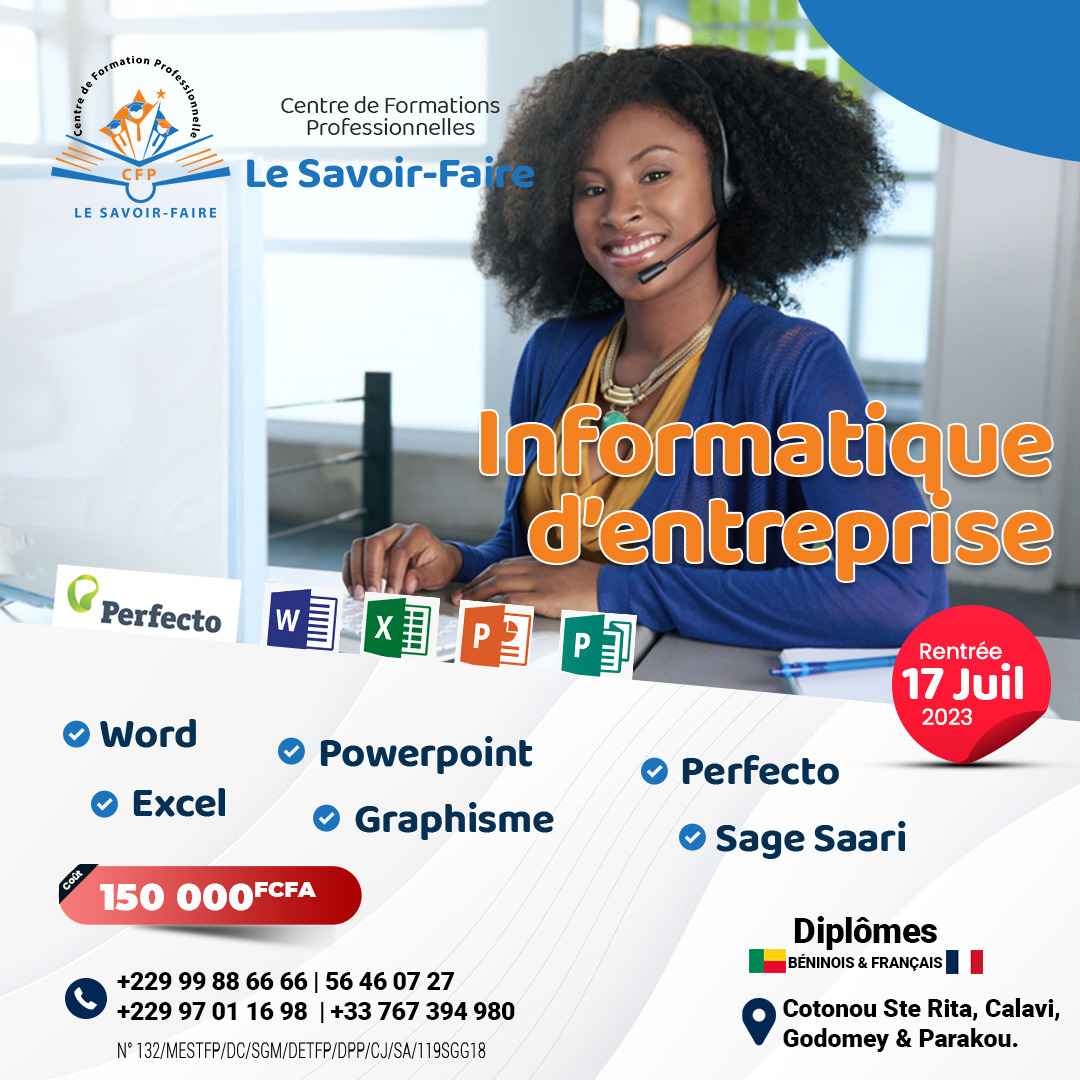 Centre de Formation Professionnelle
CFP
LE SAVOIR-FAIRE
Centre de Formations
Professionnelles
Le Savoir-Faire
Informatique
d'entreprise
Perfecto
W
X
P
P
Rentrée
17 Juil
2023
Word
Powerpoint
Perfecto
Excel
Graphisme
Sage Saari
Coût
150 000 FCFA
Diplômes
BÉNINOIS & FRANÇAIS
+229 99 88 66 66 | 56 46 07 27
+229 97 01 16 98 | +33 767 394 980
N° 132/MESTFP/DC/SGM/DETFP/DPP/CJ/SA/119SGG18
Cotonou Ste Rita, Calavi,
Godomey & Parakou.